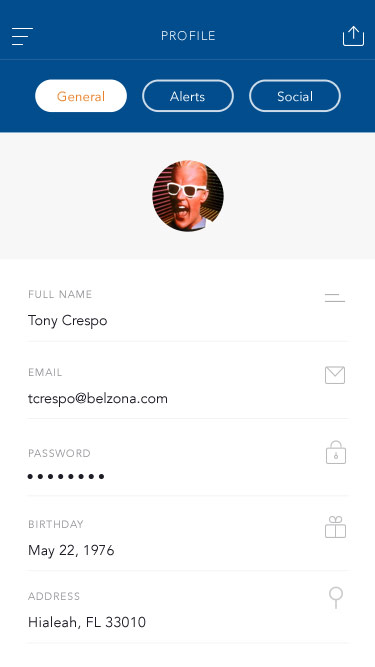 PROFILE
General Alerts Social
FULL NAME
Tony Crespo
EMAIL
tcrespo@belzona.com
PASSWORD
••••••••
BIRTHDAY
May 22, 1976
ADDRESS
Hialeah, FL 33010